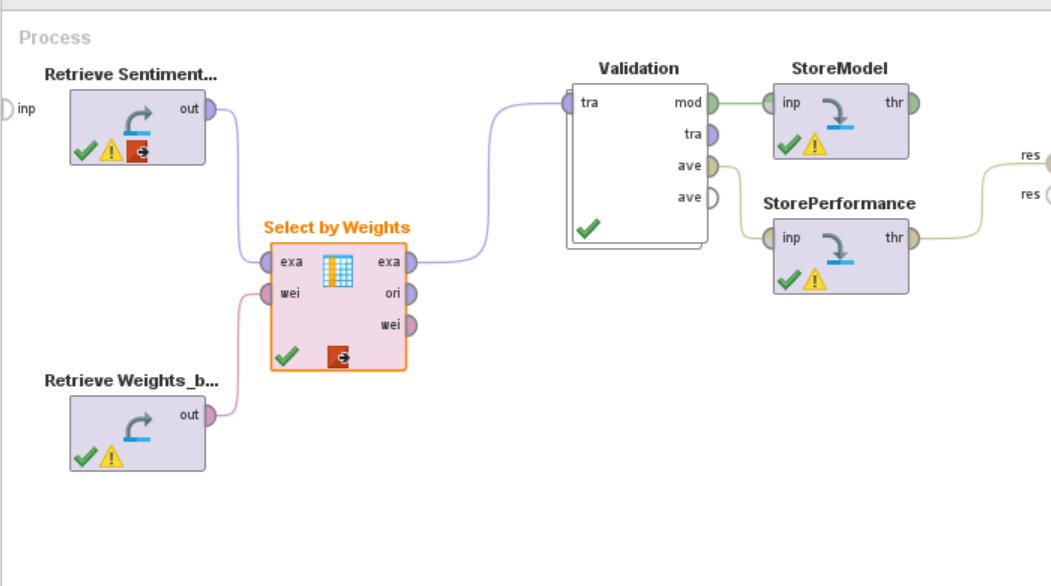 Process
Retrieve Sentiment...
inp
out
Select by Weights
exa
exa
wei
ori
wei
Retrieve Weights_b...
out
Validation
tra
mod
tra
ave
ave
StoreModel
inp
thr
StorePerformance
inp
thr
res
res